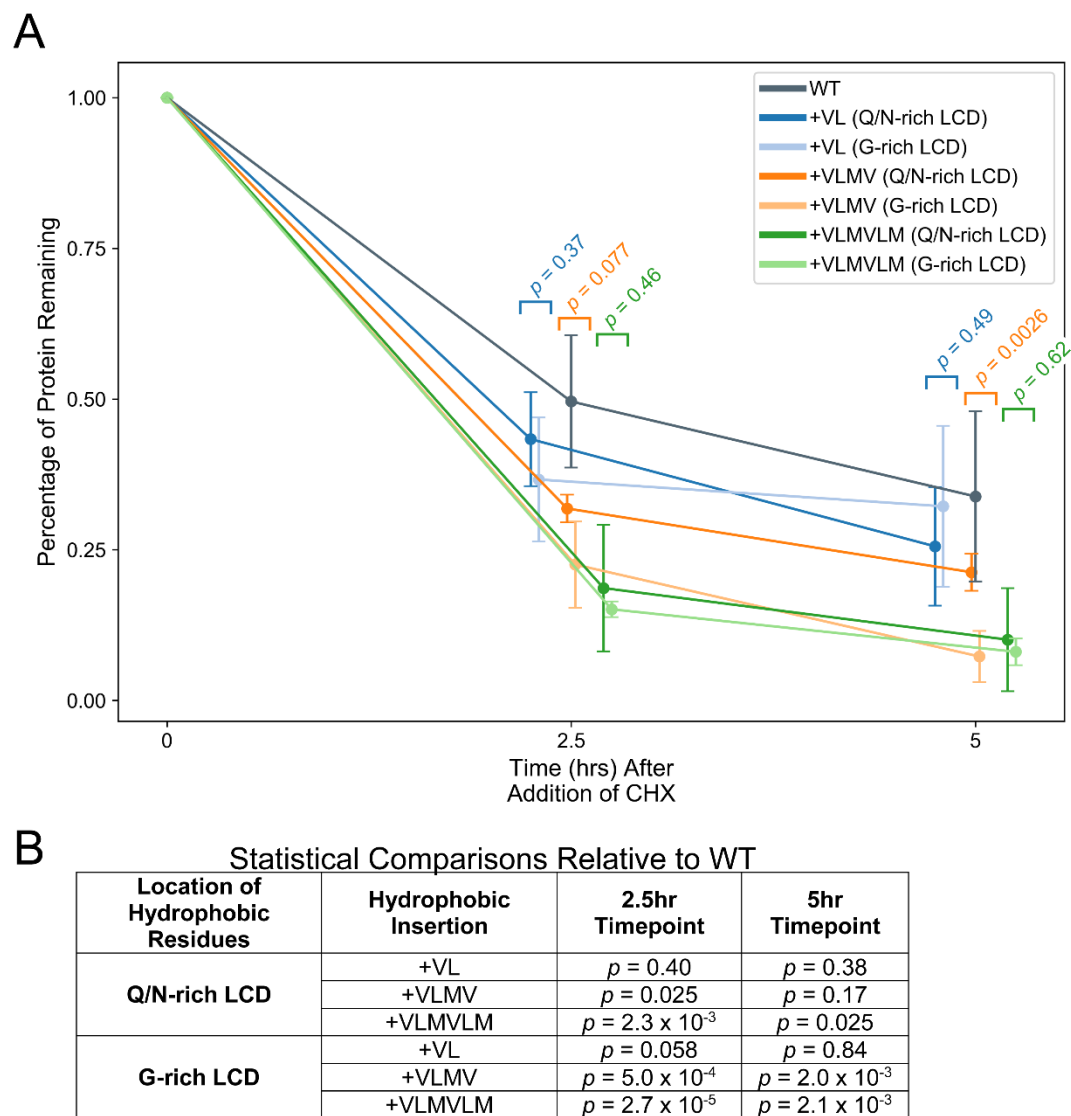 A
Percentage of Protein Remaining
1.00
0.75
0.50
0.25
0.00
WT
+VL (Q/N-rich LCD)
+VL (G-rich LCD)
+VLMV (Q/N-rich LCD)
+VLMV (G-rich LCD)
+VLMVLM (Q/N-rich LCD)
+VLMVLM (G-rich LCD)
p = 0.37
p = 0.077
p = 0.46
p = 0.49
p = 0.0026
p = 0.62
0
2.5
5
Time (hrs) After
Addition of CHX
B
Statistical Comparisons Relative to WT
Location of
Hydrophobic
Residues
Hydrophobic
Insertion
2.5hr
Timepoint
5hr
Timepoint
Q/N-rich LCD
+VL
p = 0.40
p = 0.38
+VLMV
p = 0.025
p = 0.17
+VLMVLM
p = 2.3 x 10⁻³
p = 0.025
G-rich LCD
+VL
p = 0.058
p = 0.84
+VLMV
p = 5.0 x 10⁻⁴
p = 2.0 x 10⁻³
+VLMVLM
p = 2.7 x 10⁻⁵
p = 2.1 x 10⁻³